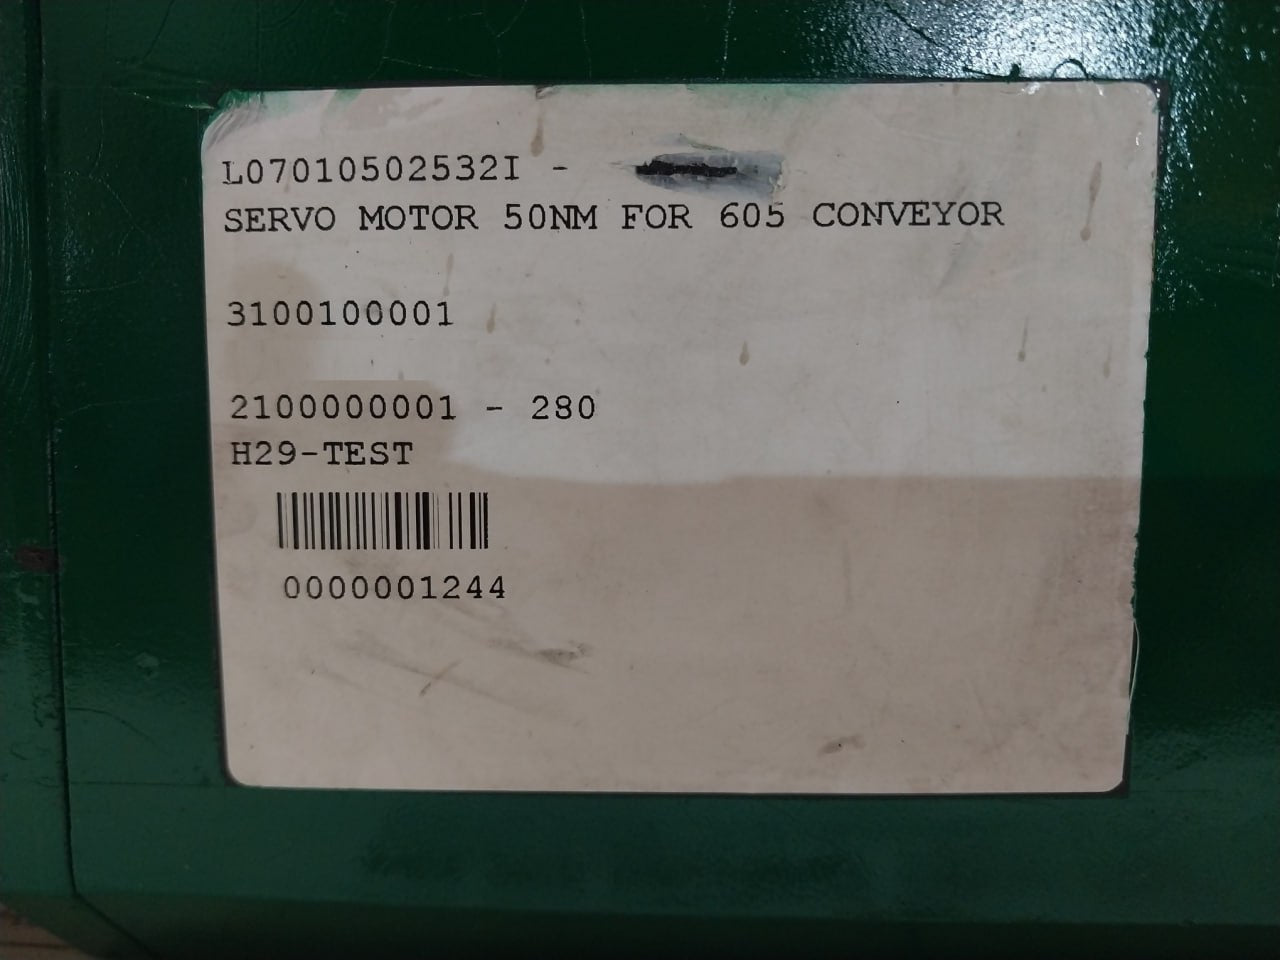 L07010502532I -
SERVO MOTOR 50NM FOR 605 CONVEYOR
3100100001
2100000001 - 280
H29-TEST
0000001244